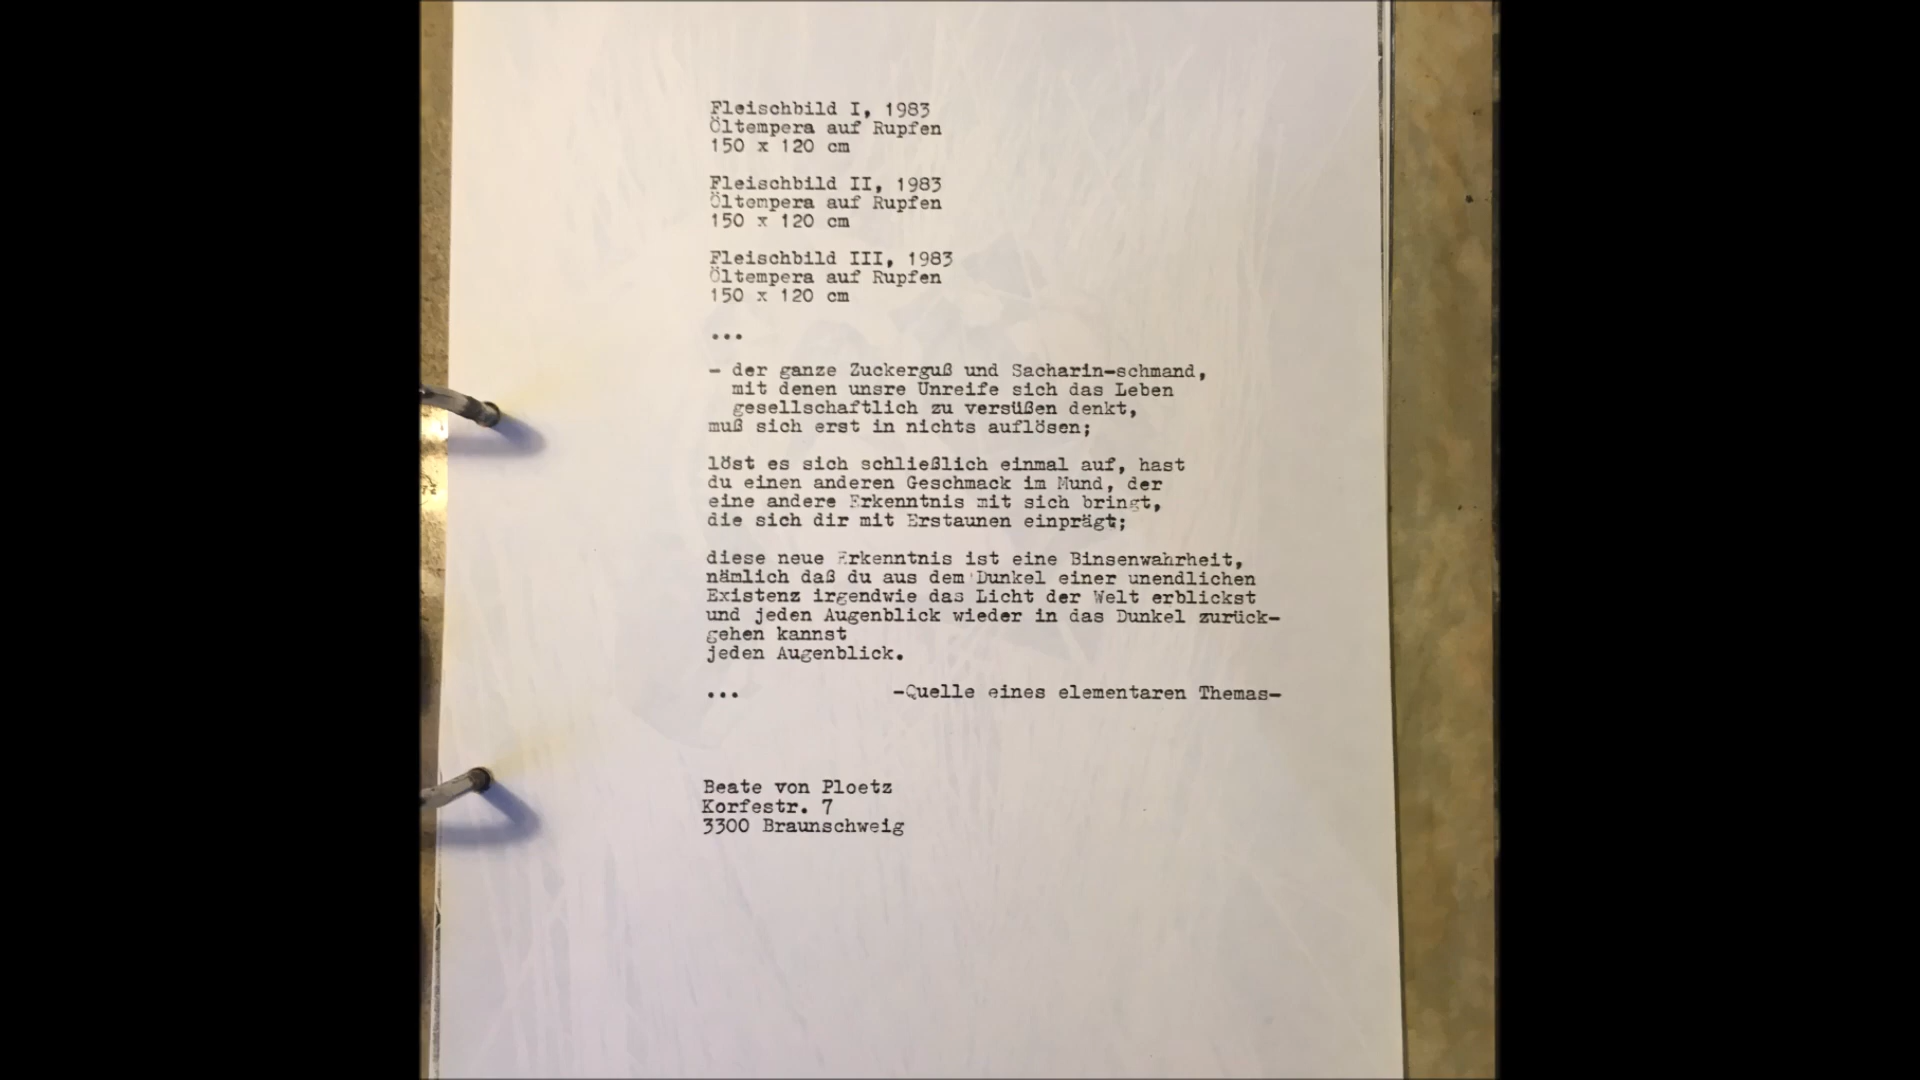 Fleischbild I, 1983
Öltempera auf Rupfen
150 x 120 cm
Fleischbild II, 1983
Öltempera auf Rupfen
150 x 120 cm
Fleischbild III, 1983
Öltempera auf Rupfen
150 x 120 cm
...
- der ganze Zuckerguß und Sacharin-schmand,
mit denen unsre Unreife sich das Leben
gesellschaftlich zu versüßen denkt,
muß sich erst in nichts auflösen;
löst es sich schließlich einmal auf, hast
du einen anderen Geschmack im Mund, der
eine andere Erkenntnis mit sich bringt,
die sich dir mit Erstaunen einprägt;
diese neue Erkenntnis ist eine Binsenwahrheit,
nämlich daß du aus dem Dunkel einer unendlichen
Existenz irgendwie das Licht der Welt erblickst
und jeden Augenblick wieder in das Dunkel zurück-
gehen kannst
jeden Augenblick.
... -Quelle eines elementaren Themas-
Beate von Ploetz
Korfestr. 7
3300 Braunschweig